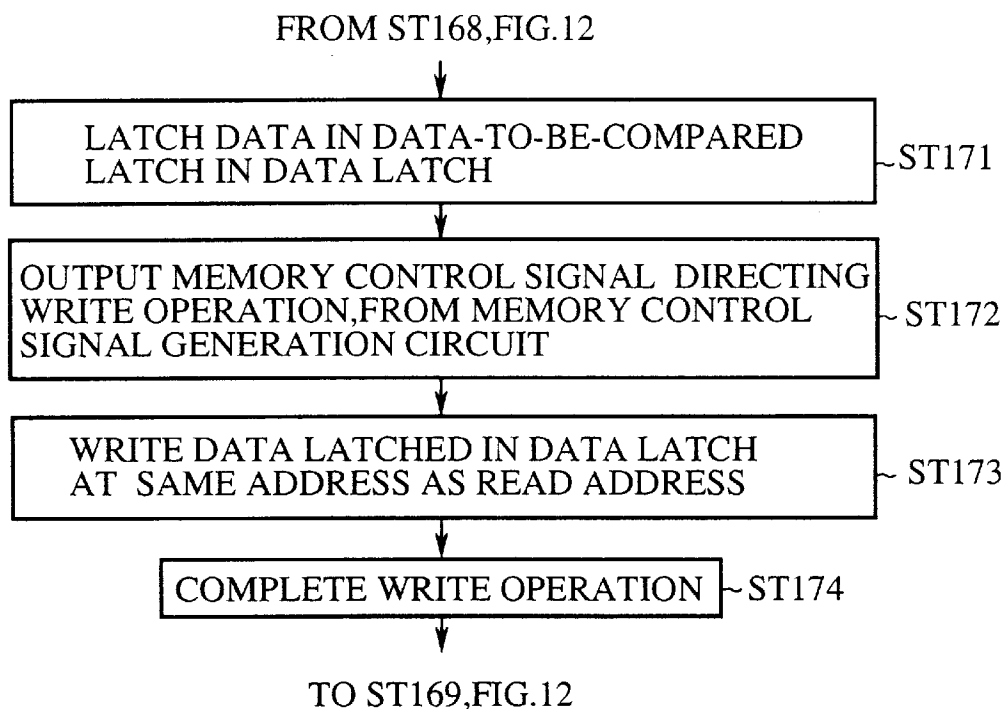 FROM ST168,FIG.12
LATCH DATA IN DATA-TO-BE-COMPARED
LATCH IN DATA LATCH
ST171
OUTPUT MEMORY CONTROL SIGNAL DIRECTING
WRITE OPERATION,FROM MEMORY CONTROL
SIGNAL GENERATION CIRCUIT
ST172
WRITE DATA LATCHED IN DATA LATCH
AT SAME ADDRESS AS READ ADDRESS
ST173
COMPLETE WRITE OPERATION
ST174
TO ST169,FIG.12